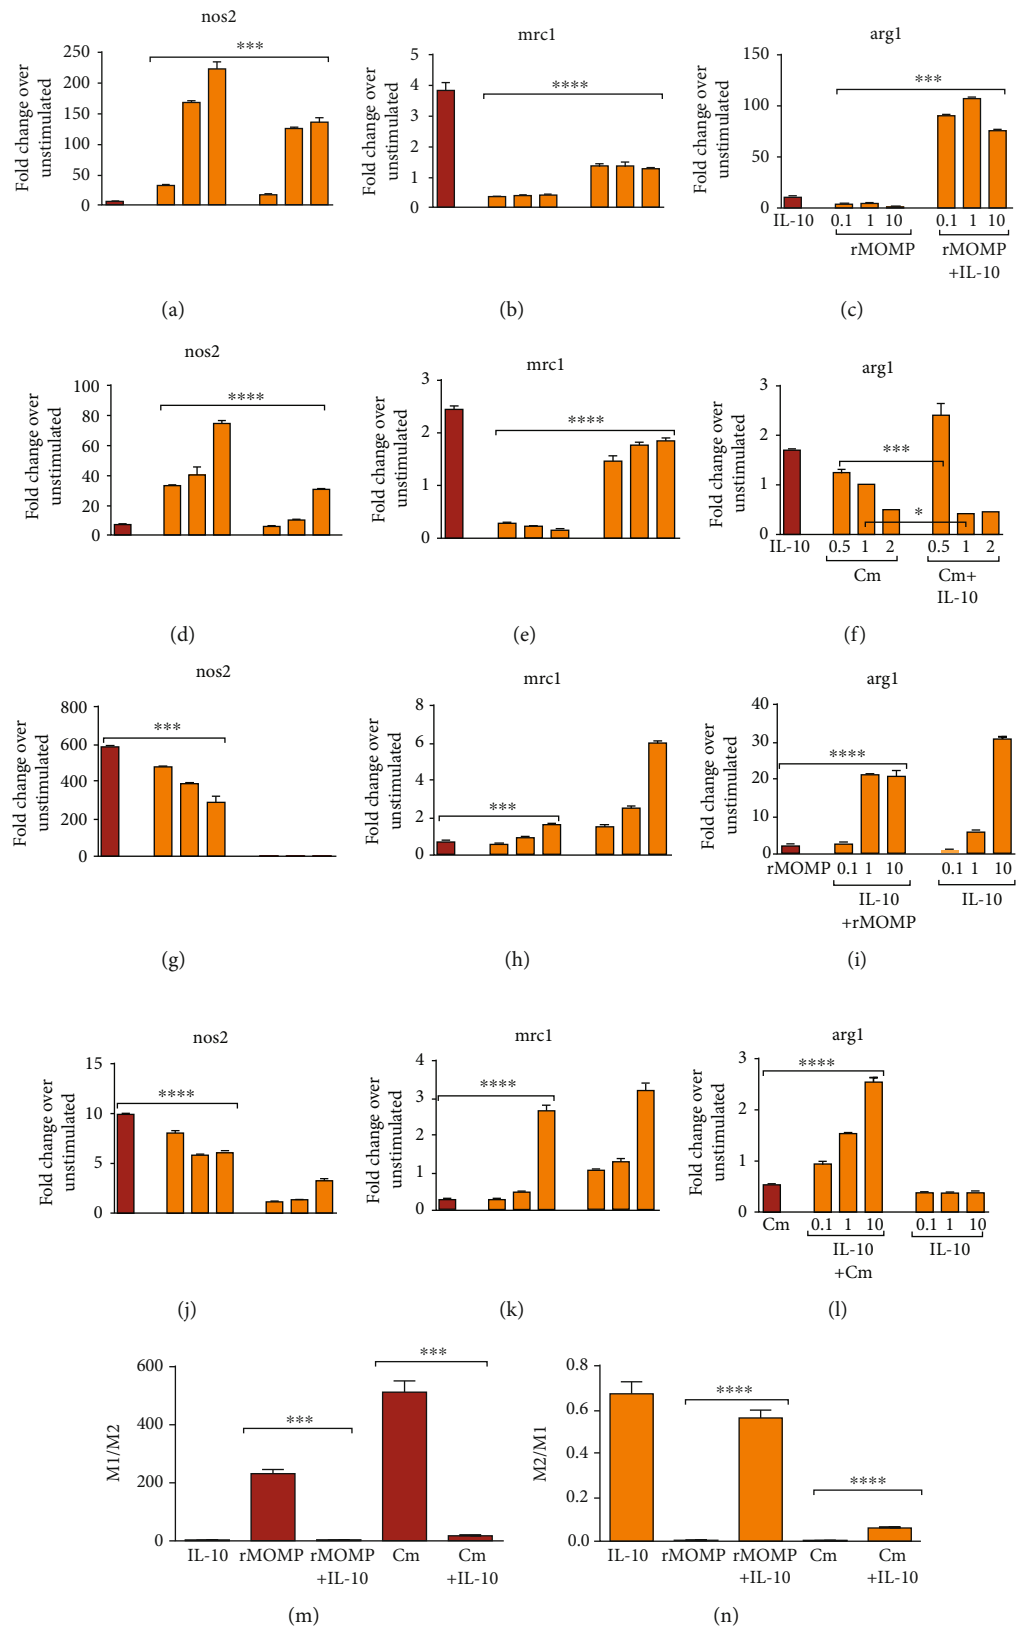 nos2
mrc1
arg1
Fold change over
unstimulated
250
200
150
100
50
0
***
Fold change over
unstimulated
5
4
3
2
1
0
****
Fold change over
unstimulated
150
100
50
0
***
IL-10
0.1 1 10
0.1 1 10
rMOMP
rMOMP
+IL-10
(a)
(b)
(c)
nos2
mrc1
arg1
Fold change over
unstimulated
100
80
60
40
20
0
****
Fold change over
unstimulated
3
2
1
0
****
Fold change over
unstimulated
3
2
1
0
***
*
IL-10
0.5 1 2
0.5 1 2
Cm
Cm+
IL-10
(d)
(e)
(f)
nos2
mrc1
arg1
Fold change over
unstimulated
800
600
400
200
0
***
Fold change over
unstimulated
8
6
4
2
0
***
Fold change over
unstimulated
40
30
20
10
0
****
rMOMP
0.1 1 10
0.1 1 10
IL-10
+rMOMP
IL-10
(g)
(h)
(i)
nos2
mrc1
arg1
Fold change over
unstimulated
15
10
5
0
****
Fold change over
unstimulated
4
3
2
1
0
****
Fold change over
unstimulated
3
2
1
0
****
Cm
0.1 1 10
0.1 1 10
IL-10
+Cm
IL-10
(j)
(k)
(l)
M1/M2
600
400
200
0
***
***
IL-10 rMOMP rMOMP Cm Cm
+IL-10 +IL-10
(m)
M2/M1
0.8
0.6
0.4
0.2
0.0
****
****
IL-10 rMOMP rMOMP Cm Cm
+IL-10 +IL-10
(n)